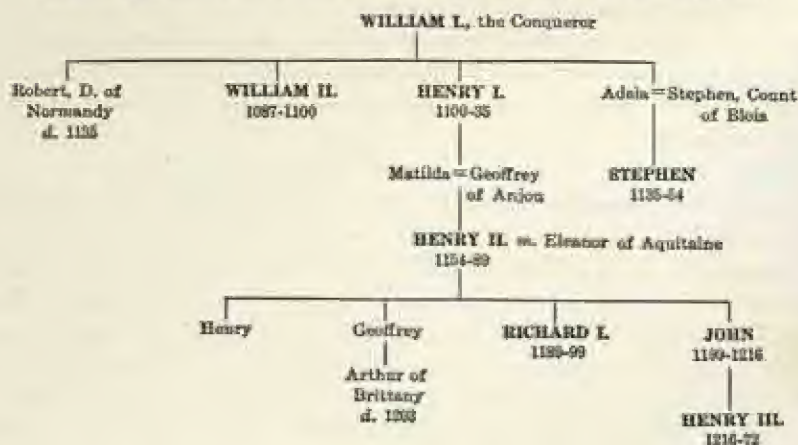 WILLIAM I., the Conqueror
Robert, D. of
Normandy
d. 1135
WILLIAM II.
1087-1100
HENRY I.
1100-35
Adela=Stephen, Count
of Blois
Matilda=Geoffrey
of Anjou
STEPHEN
1135-54
HENRY II. m. Eleanor of Aquitaine
1154-89
Henry
Geoffrey
RICHARD I.
1189-99
JOHN
1199-1216
Arthur of
Brittany
d. 1203
HENRY III.
1216-72